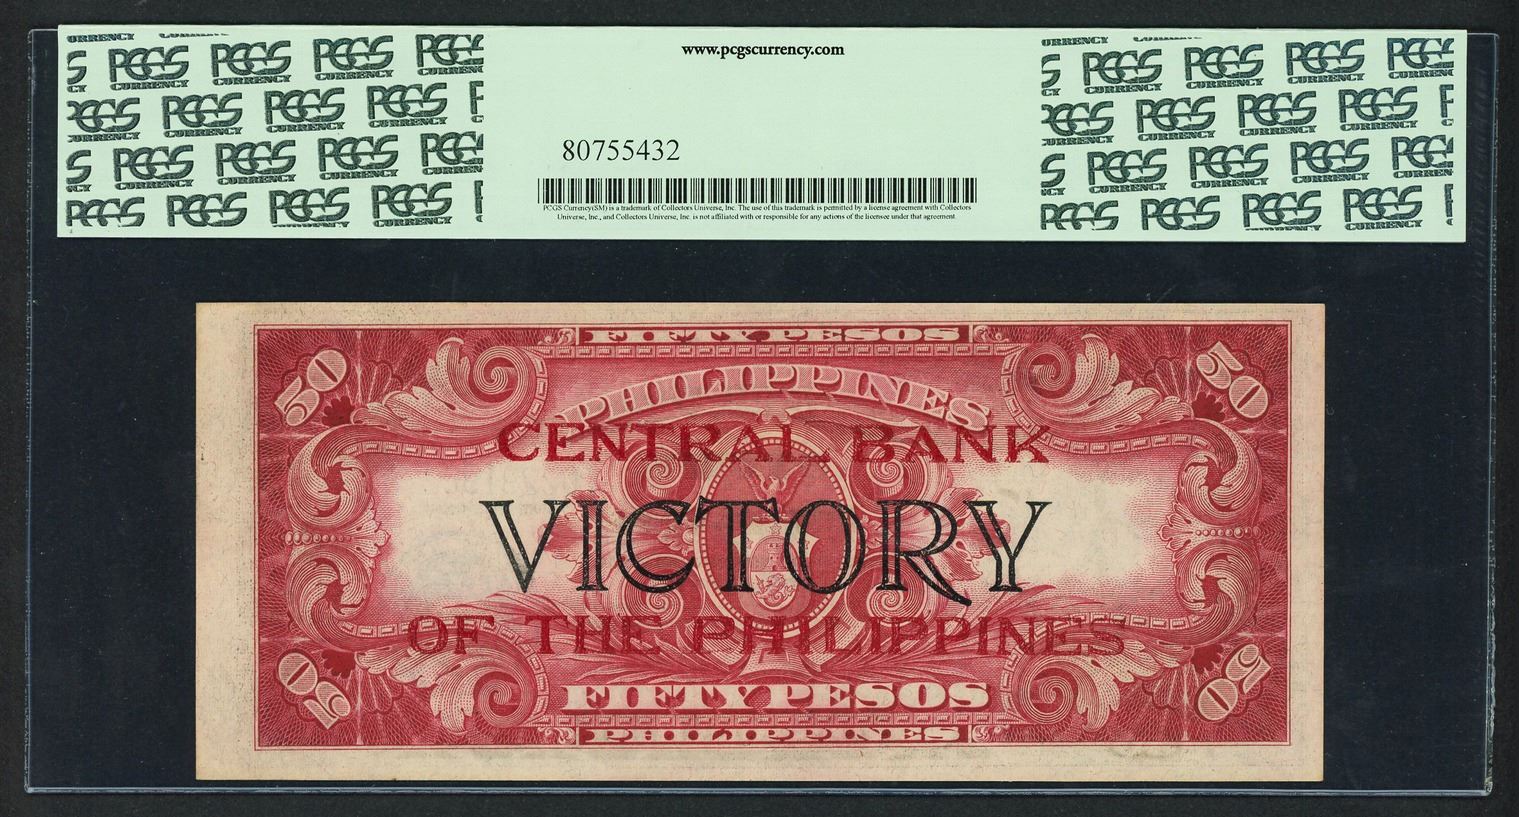 www.pcgscurrency.com
PCGS CURRENCY
80755432
PCGS Currency(SM) is a trademark of Collectors Universe, Inc. The use of this trademark is permitted by a license agreement with Collectors
Universe, Inc., and Collectors Universe, Inc. is not affiliated with or responsible for any actions of the licensee under that agreement.
FIFTY PESOS
50 50
PHILIPPINES
CENTRAL BANK
VICTORY
OF THE PHILIPPINES
50 50
FIFTY PESOS
PHILIPPINES